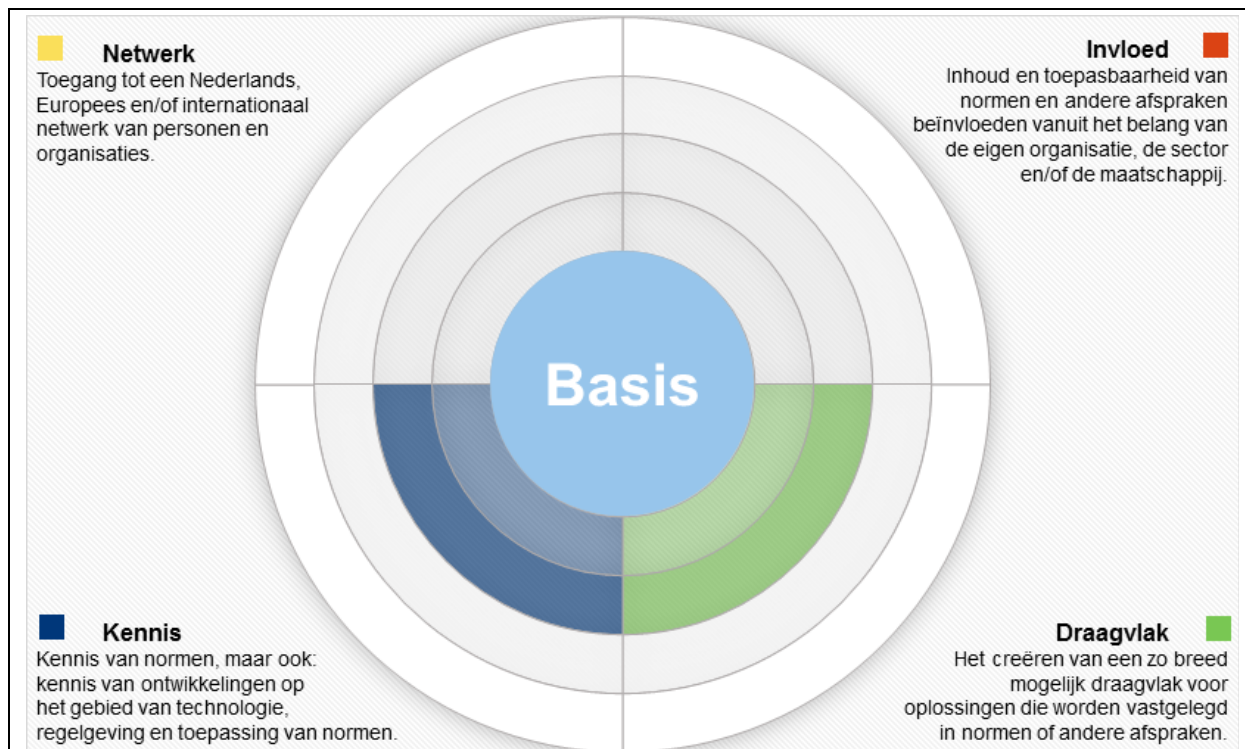 Netwerk
Toegang tot een Nederlands,
Europees en/of internationaal
netwerk van personen en
organisaties.
Invloed
Inhoud en toepasbaarheid van
normen en andere afspraken
beïnvloeden vanuit het belang van
de eigen organisatie, de sector
en/of de maatschappij.
Basis
Kennis
Kennis van normen, maar ook:
kennis van ontwikkelingen op
het gebied van technologie,
regelgeving en toepassing van normen.
Draagvlak
Het creëren van een zo breed
mogelijk draagvlak voor
oplossingen die worden vastgelegd
in normen of andere afspraken.